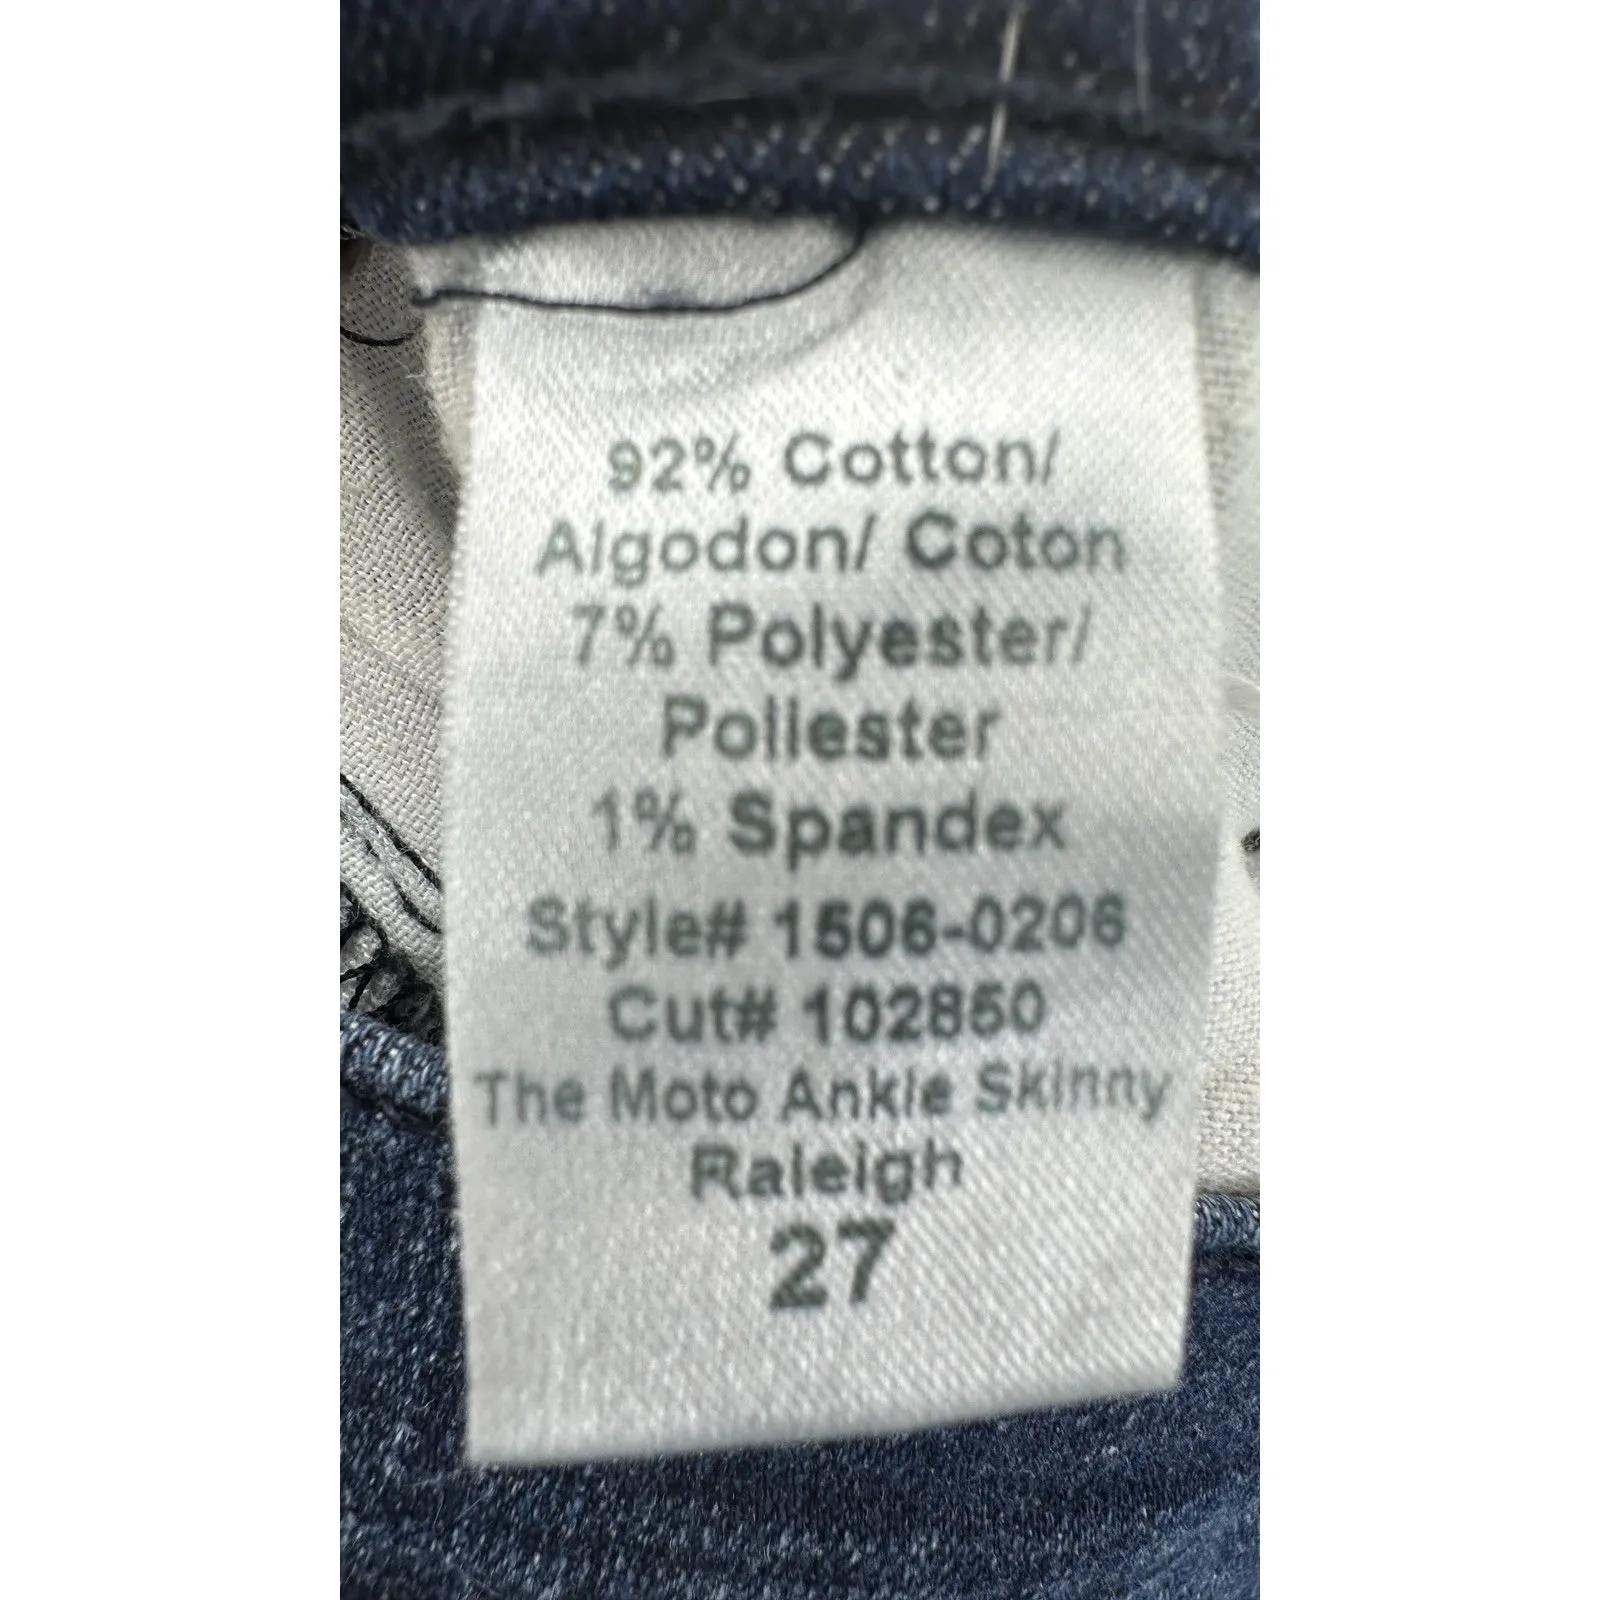 92% Cotton/
Algodon/ Coton
7% Polyester/
Poliester
1% Spandex
Style# 1506-0206
Cut# 102850
The Moto Ankle Skinny
Raleigh
27